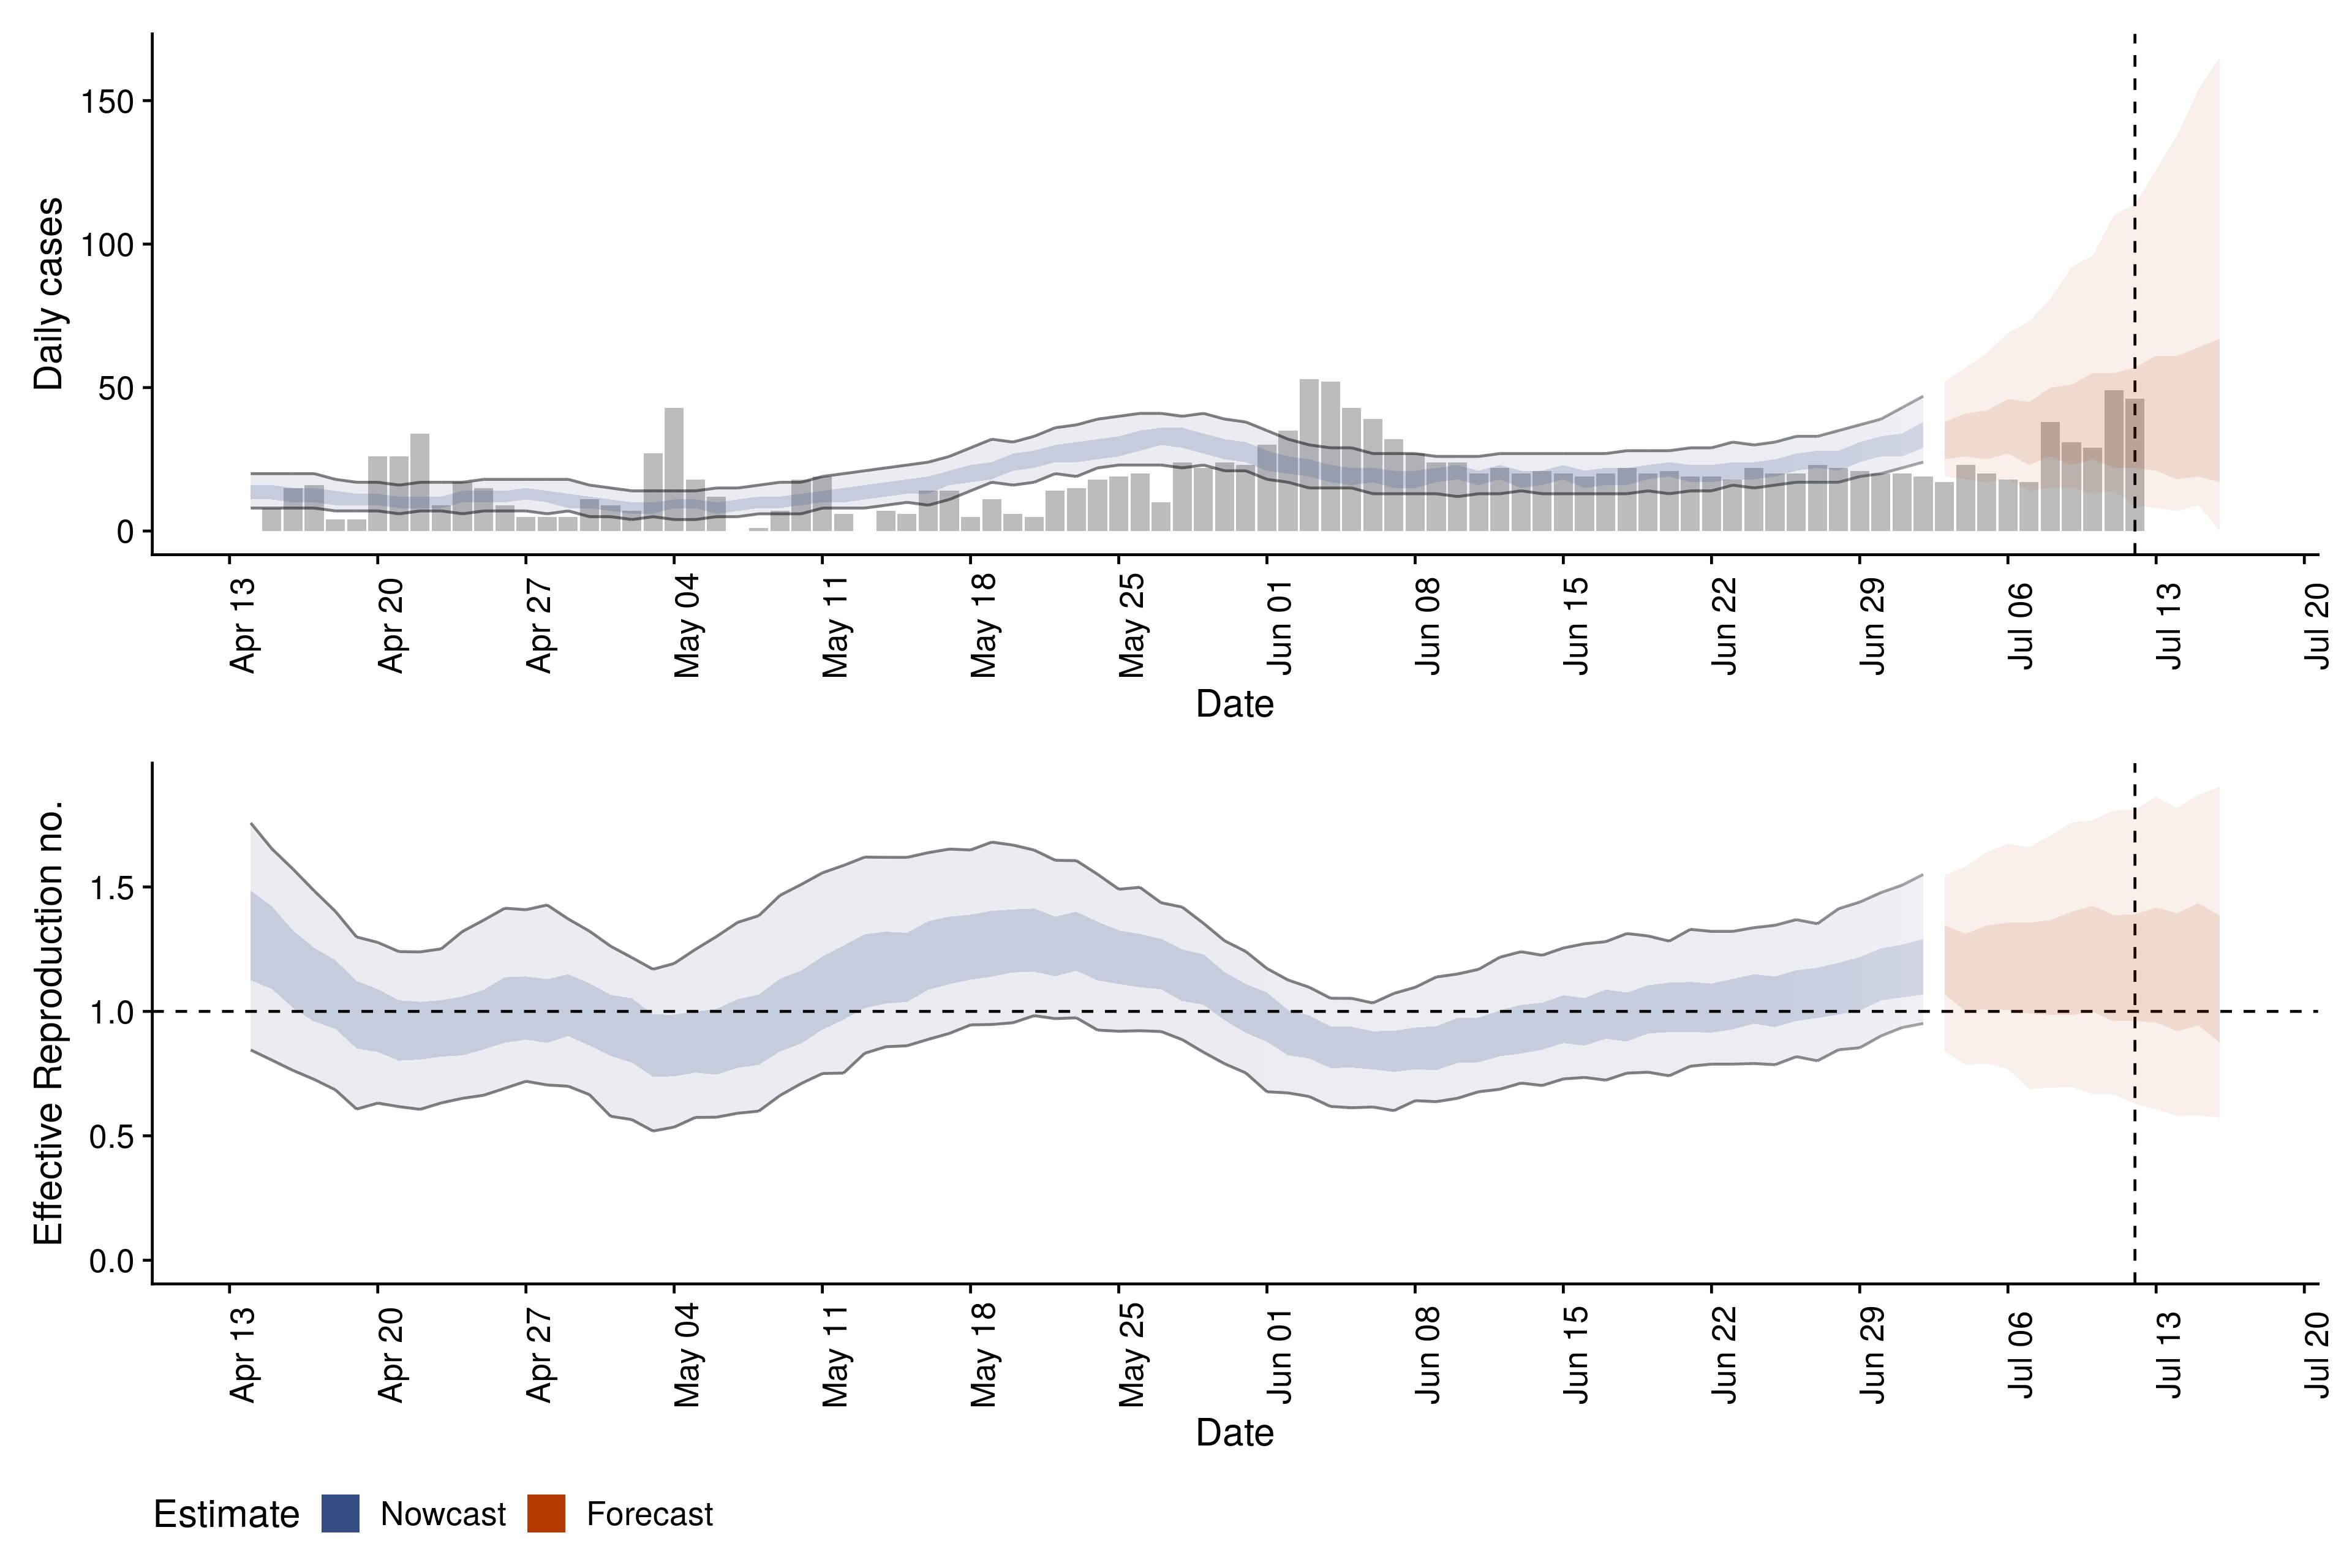 Daily cases
150
100
50
0
Apr 13
Apr 20
Apr 27
May 04
May 11
May 18
May 25
Jun 01
Jun 08
Jun 15
Jun 22
Jun 29
Jul 06
Jul 13
Jul 20
Date
Effective Reproduction no.
1.5
1.0
0.5
0.0
Apr 13
Apr 20
Apr 27
May 04
May 11
May 18
May 25
Jun 01
Jun 08
Jun 15
Jun 22
Jun 29
Jul 06
Jul 13
Jul 20
Date
Estimate Nowcast Forecast